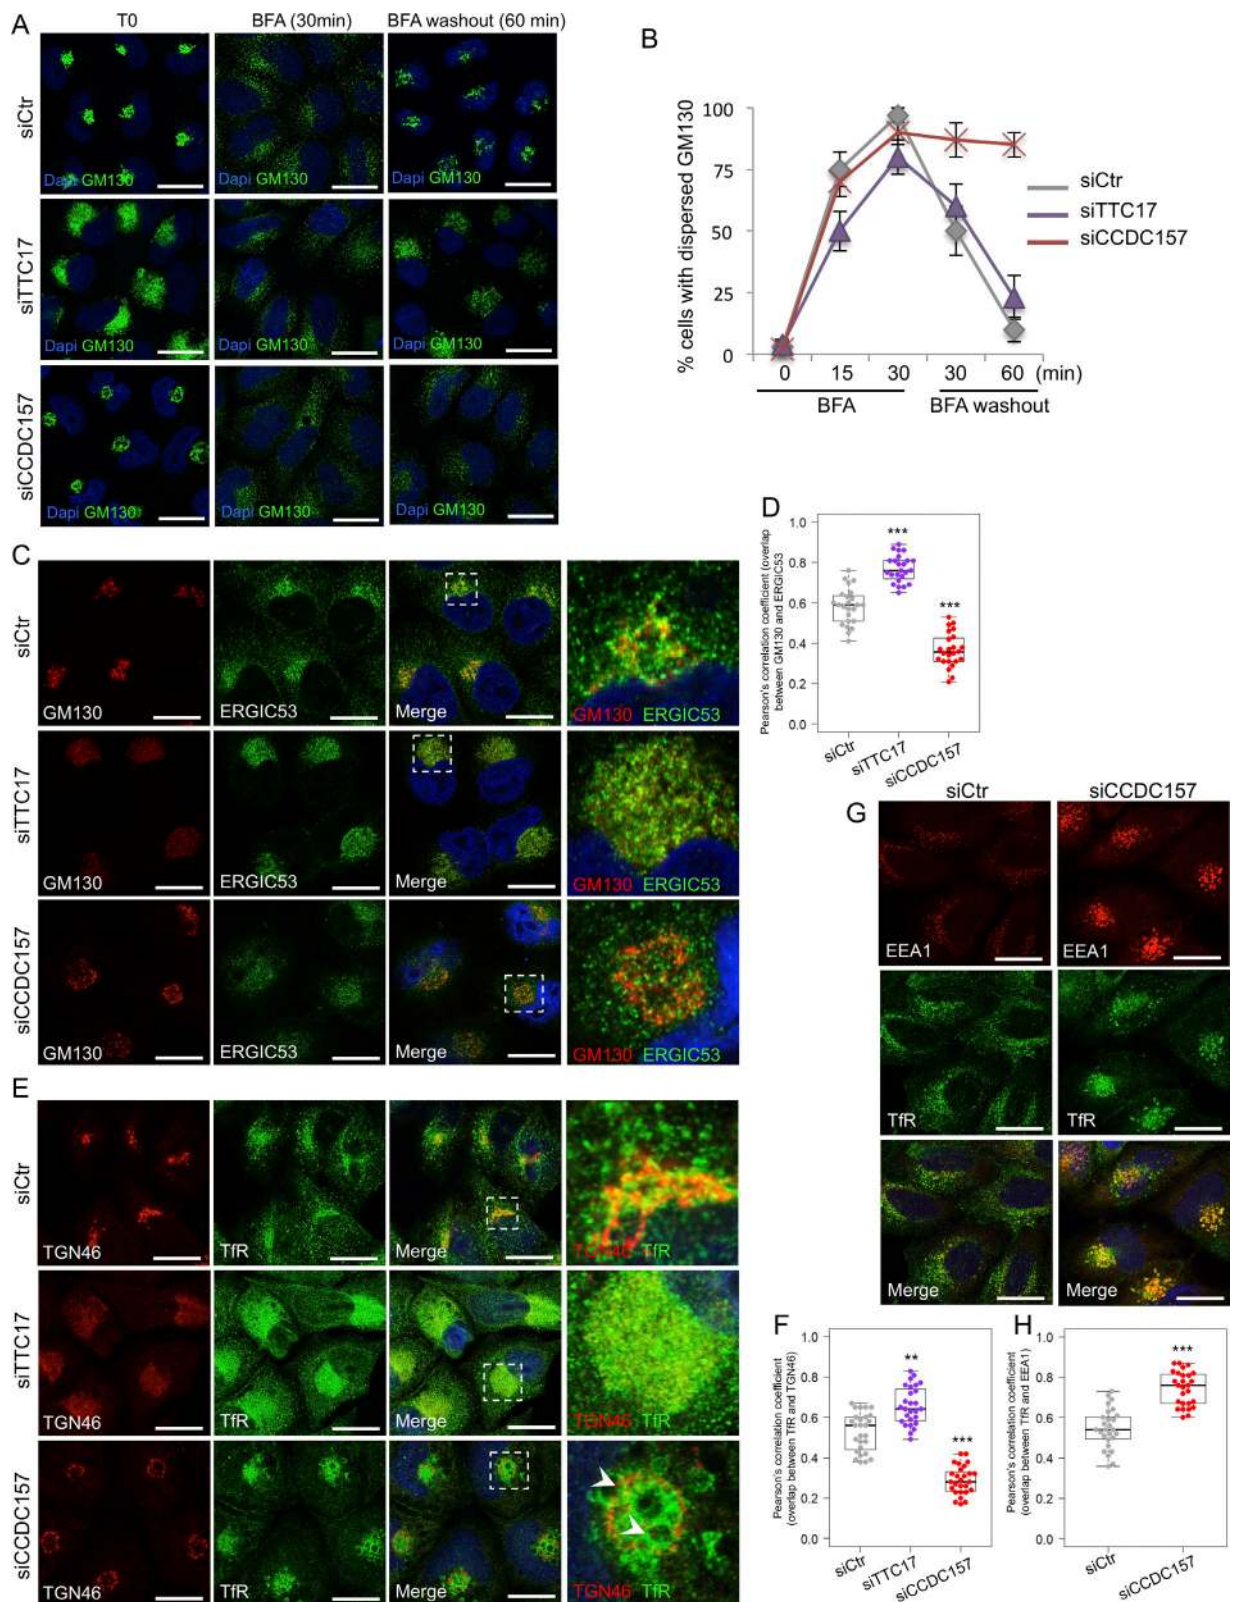 A
T0
BFA (30min)
BFA washout (60 min)
siCtr
Dapi GM130
Dapi GM130
Dapi GM130
siTTC17
Dapi GM130
Dapi GM130
Dapi GM130
siCCDC157
Dapi GM130
Dapi GM130
Dapi GM130
B
% cells with dispersed GM130
100
75
50
25
0
0
15
30
30
60
(min)
BFA
BFA washout
siCtr
siTTC17
siCCDC157
C
siCtr
GM130
ERGIC53
Merge
GM130 ERGIC53
siTTC17
GM130
ERGIC53
Merge
GM130 ERGIC53
siCCDC157
GM130
ERGIC53
Merge
GM130 ERGIC53
D
Pearson's correlation coefficient (overlap
between GM130 and ERGIC53
1.0
0.8
0.6
0.4
0.2
0.0
***
***
siCtr
siTTC17
siCCDC157
E
siCtr
TGN46
TfR
Merge
TGN46 TfR
siTTC17
TGN46
TfR
Merge
TGN46 TfR
siCCDC157
TGN46
TfR
Merge
TGN46 TfR
G
siCtr
siCCDC157
EEA1
EEA1
TfR
TfR
Merge
Merge
F
Pearson's correlation coefficient
(overlap between TfR and TGN46)
1.0
0.8
0.6
0.4
0.2
0.0
**
***
siCtr
siTTC17
siCCDC157
H
Pearson's correlation coefficient
(overlap between TfR and EEA1)
1.0
0.8
0.6
0.4
0.2
0.0
***
siCtr
siCCDC157